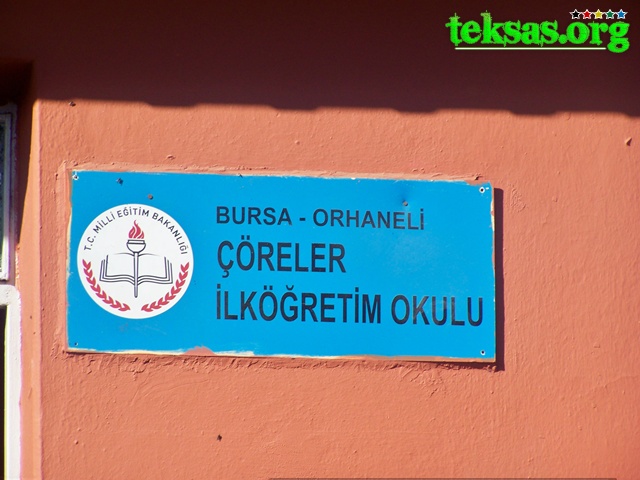 teksas.org
BURSA - ORHANELİ
ÇÖRELER
İLKÖĞRETİM OKULU
T.C. MİLLİ EĞİTİM BAKANLIĞI